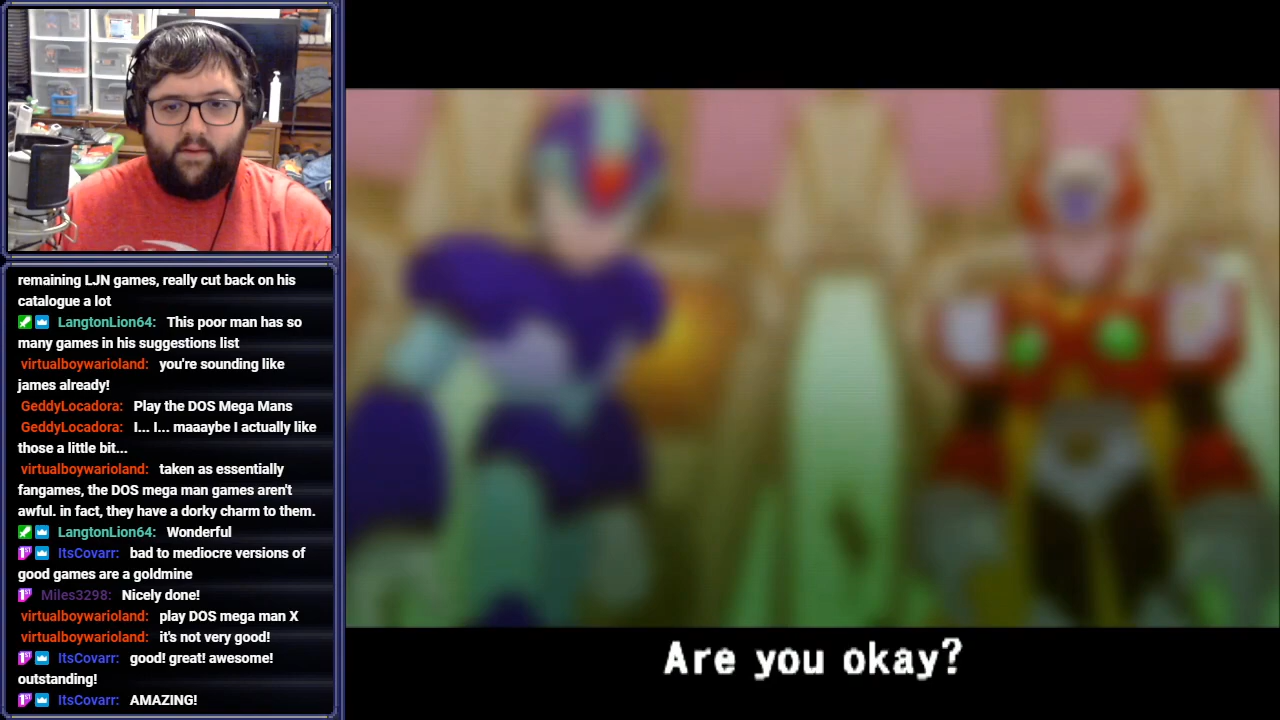 remaining LJN games, really cut back on his
catalogue a lot
LangtonLion64: This poor man has so
many games in his suggestions list
virtualboywarioland: you're sounding like
james already!
GeddyLocadora: Play the DOS Mega Mans
GeddyLocadora: I... I... maaaybe I actually like
those a little bit...
virtualboywarioland: taken as essentially
fangames, the DOS mega man games aren't
awful. in fact, they have a dorky charm to them.
LangtonLion64: Wonderful
1st ItsCovarr: bad to mediocre versions of
good games are a goldmine
1st Miles3298: Nicely done!
virtualboywarioland: play DOS mega man X
virtualboywarioland: it's not very good!
1st ItsCovarr: good! great! awesome!
outstanding!
1st ItsCovarr: AMAZING!
Are you okay?